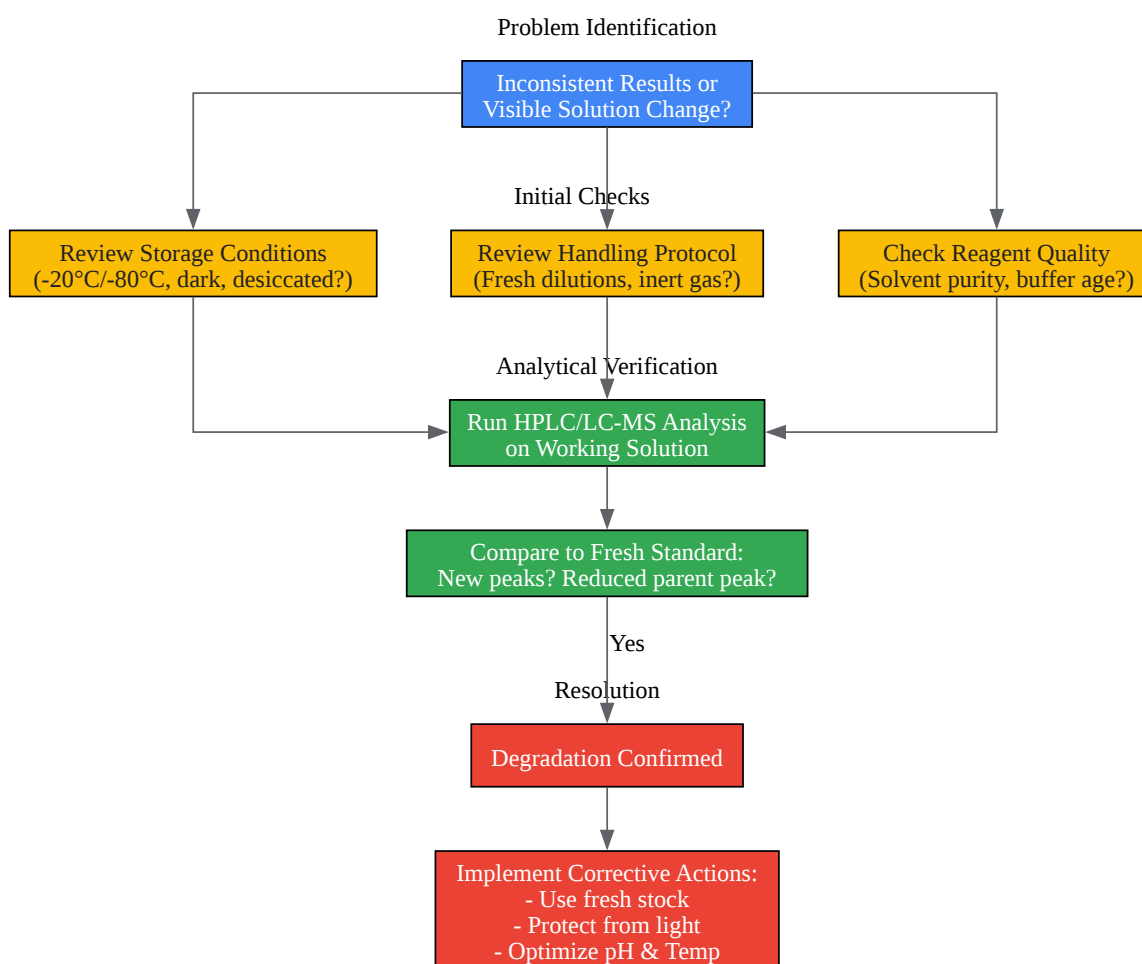 Problem Identification
Inconsistent Results or
Visible Solution Change?
Initial Checks
Review Storage Conditions
(-20°C/-80°C, dark, desiccated?)
Review Handling Protocol
(Fresh dilutions, inert gas?)
Check Reagent Quality
(Solvent purity, buffer age?)
Analytical Verification
Run HPLC/LC-MS Analysis
on Working Solution
Compare to Fresh Standard:
New peaks? Reduced parent peak?
Yes
Resolution
Degradation Confirmed
Implement Corrective Actions:
- Use fresh stock
- Protect from light
- Optimize pH & Temp